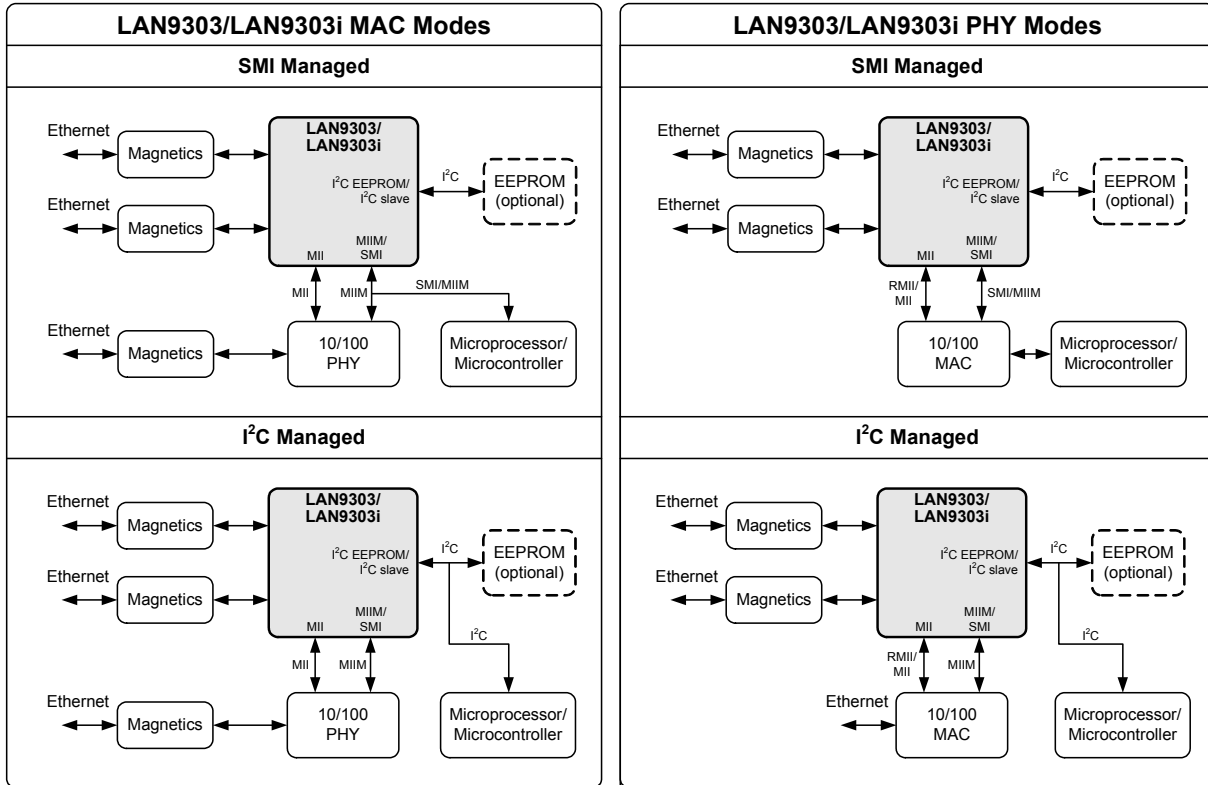 LAN9303/LAN9303i MAC Modes
SMI Managed
Ethernet
Magnetics
Ethernet
Magnetics
LAN9303/
LAN9303i
I²C EEPROM/
I²C slave
MII
MIIM/
SMI
I²C
EEPROM
(optional)
MII
MIIM
SMI/MIIM
Ethernet
Magnetics
10/100
PHY
Microprocessor/
Microcontroller
I²C Managed
Ethernet
Magnetics
Ethernet
Magnetics
LAN9303/
LAN9303i
I²C EEPROM/
I²C slave
MII
MIIM/
SMI
I²C
EEPROM
(optional)
MII
MIIM
I²C
Ethernet
Magnetics
10/100
PHY
Microprocessor/
Microcontroller
LAN9303/LAN9303i PHY Modes
SMI Managed
Ethernet
Magnetics
Ethernet
Magnetics
LAN9303/
LAN9303i
I²C EEPROM/
I²C slave
MII
MIIM/
SMI
I²C
EEPROM
(optional)
RMII/
MII
SMI/MIIM
10/100
MAC
Microprocessor/
Microcontroller
I²C Managed
Ethernet
Magnetics
Ethernet
Magnetics
LAN9303/
LAN9303i
I²C EEPROM/
I²C slave
MII
MIIM/
SMI
I²C
EEPROM
(optional)
RMII/
MII
MIIM
I²C
Ethernet
10/100
MAC
Microprocessor/
Microcontroller